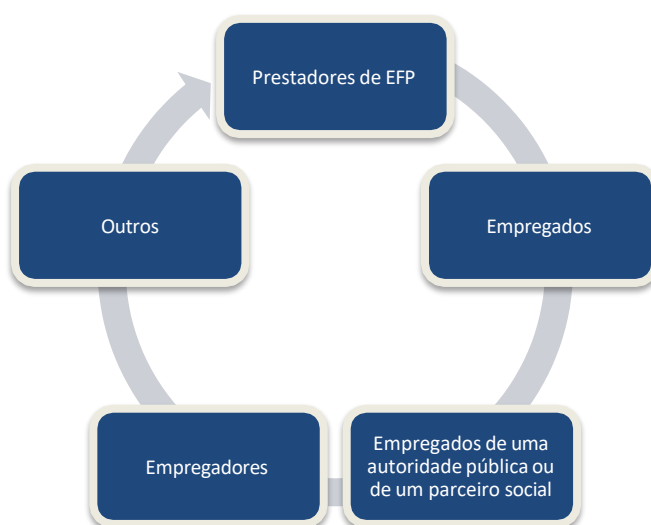 Prestadores de EFP
Empregados
Empregados de uma
autoridade pública ou
de um parceiro social
Empregadores
Outros